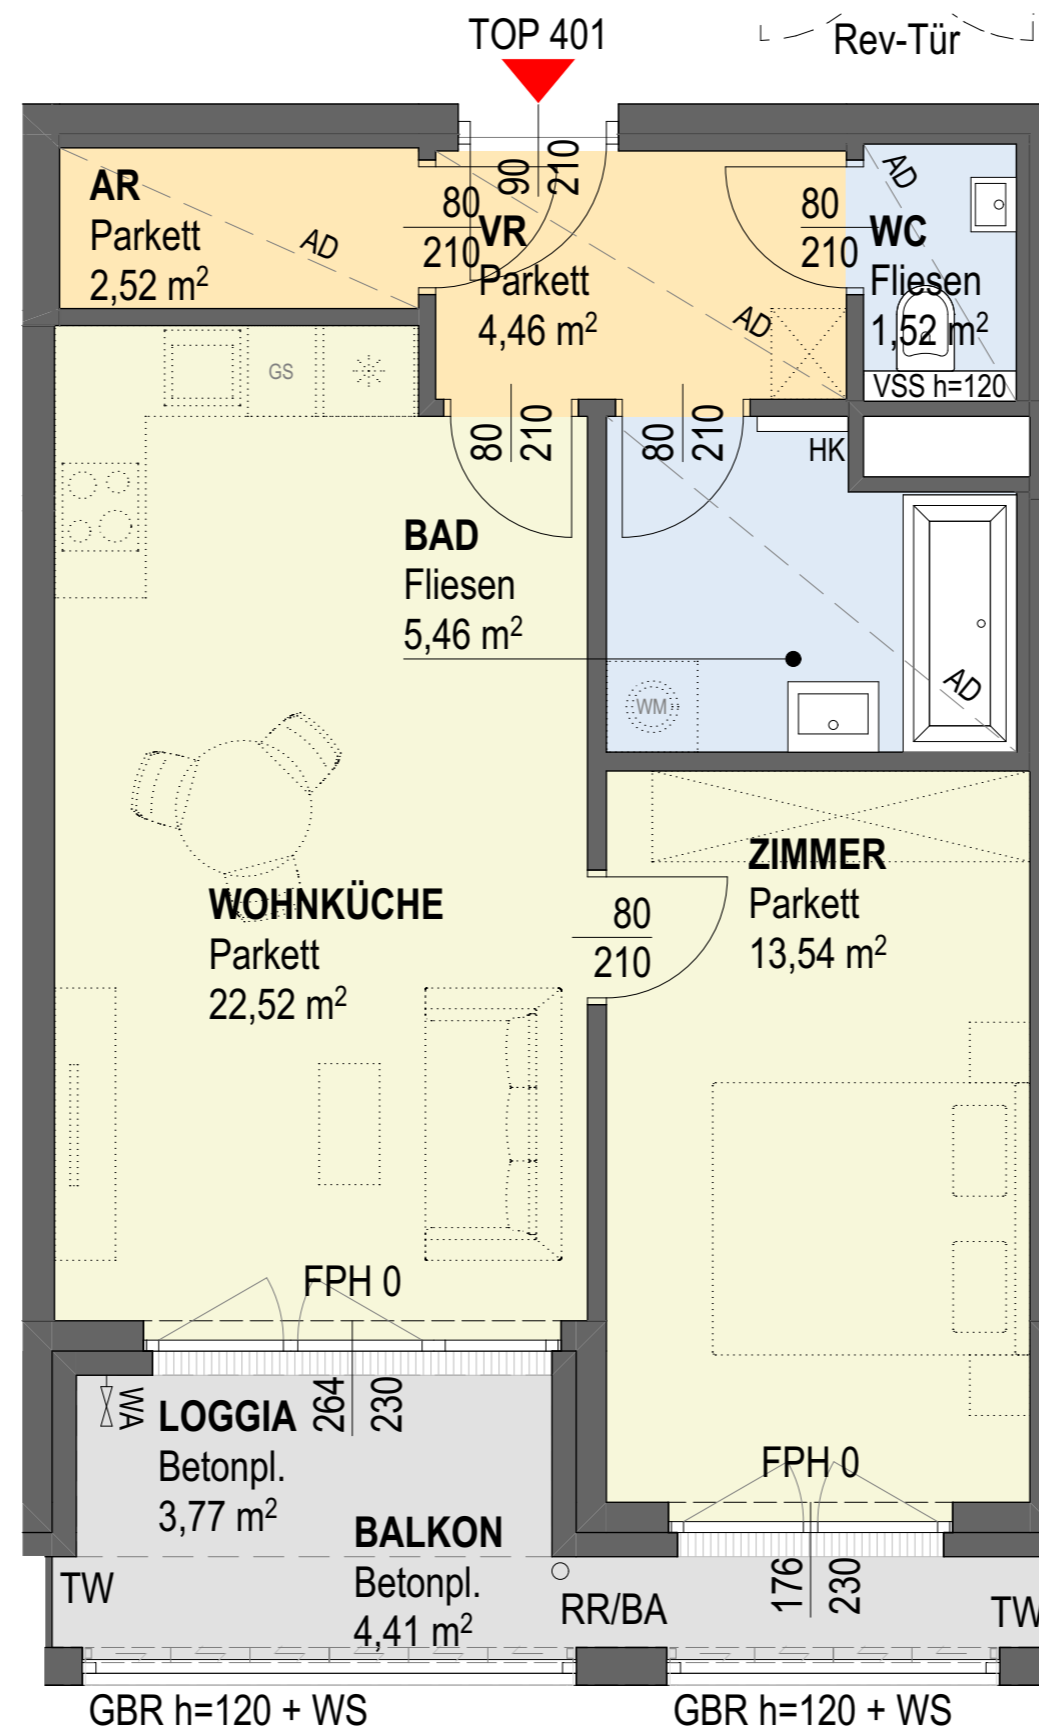 TOP 401
Rev-Tür
90
210
AR
Parkett
2,52 m²
AD
80
210
VR
Parkett
4,46 m²
AD
80
210
WC
Fliesen
1,52 m²
AD
VSS h=120
GS
80
210
80
210
HK
BAD
Fliesen
5,46 m²
WM
AD
WOHNKÜCHE
Parkett
22,52 m²
80
210
ZIMMER
Parkett
13,54 m²
FPH 0
264
230
WA
LOGGIA
Betonpl.
3,77 m²
FPH 0
176
230
BALKON
Betonpl.
4,41 m²
TW
RR/BA
TW
GBR h=120 + WS
GBR h=120 + WS